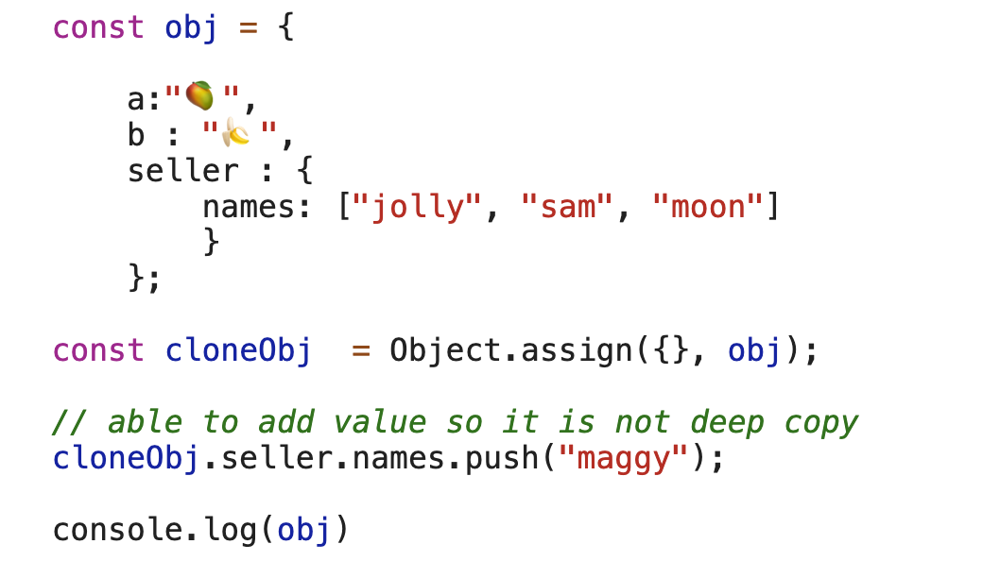 const obj = {
    a:"🥭",
    b : "🍌",
    seller : {
        names: ["jolly", "sam", "moon"]
        }
    };
const cloneObj  = Object.assign({}, obj);
// able to add value so it is not deep copy
cloneObj.seller.names.push("maggy");
console.log(obj)